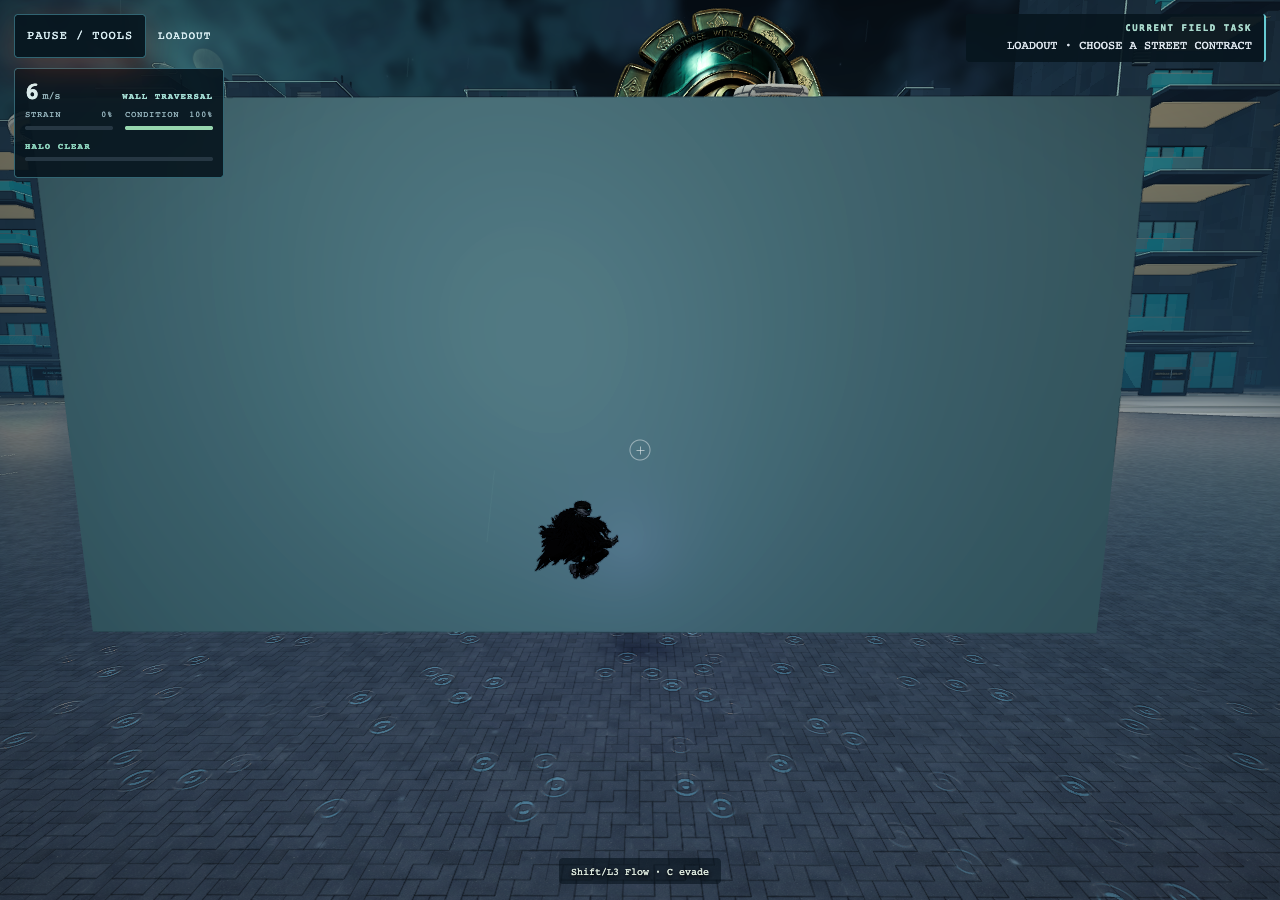 PAUSE / TOOLS
LOADOUT
CURRENT FIELD TASK
LOADOUT · CHOOSE A STREET CONTRACT
6 m/s
WALL TRAVERSAL
STRAIN 0%
CONDITION 100%
HALO CLEAR
Shift/L3 Flow · C evade